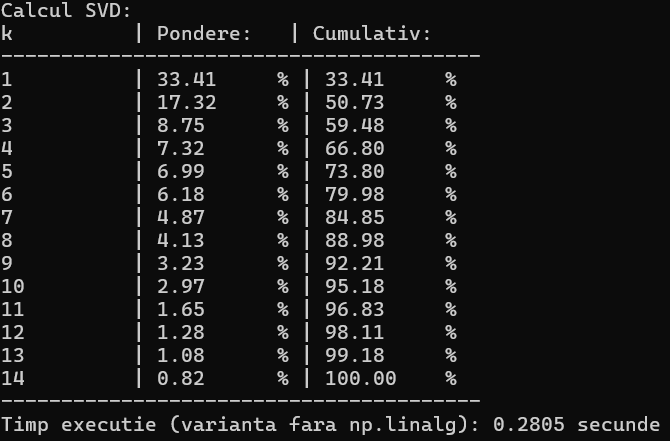 Calcul SVD:
k          | Pondere:   | Cumulativ:
----------------------------------------
1          | 33.41     % | 33.41     %
2          | 17.32     % | 50.73     %
3          | 8.75      % | 59.48     %
4          | 7.32      % | 66.80     %
5          | 6.99      % | 73.80     %
6          | 6.18      % | 79.98     %
7          | 4.87      % | 84.85     %
8          | 4.13      % | 88.98     %
9          | 3.23      % | 92.21     %
10         | 2.97      % | 95.18     %
11         | 1.65      % | 96.83     %
12         | 1.28      % | 98.11     %
13         | 1.08      % | 99.18     %
14         | 0.82      % | 100.00    %
----------------------------------------
Timp executie (varianta fara np.linalg): 0.2805 secunde